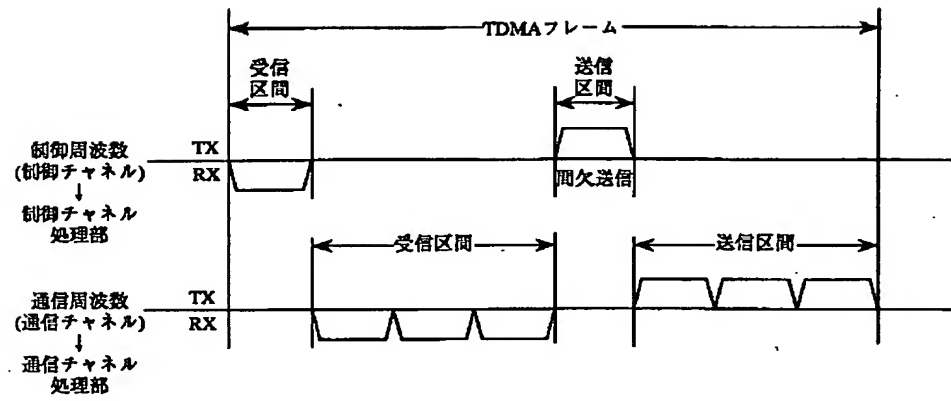 TDMAフレーム
受信
区間
送信
区間
制御周波数
(制御チャネル)
↓
制御チャネル
処理部
TX
RX
間欠送信
受信区間
送信区間
通信周波数
(通信チャネル)
↓
通信チャネル
処理部
TX
RX